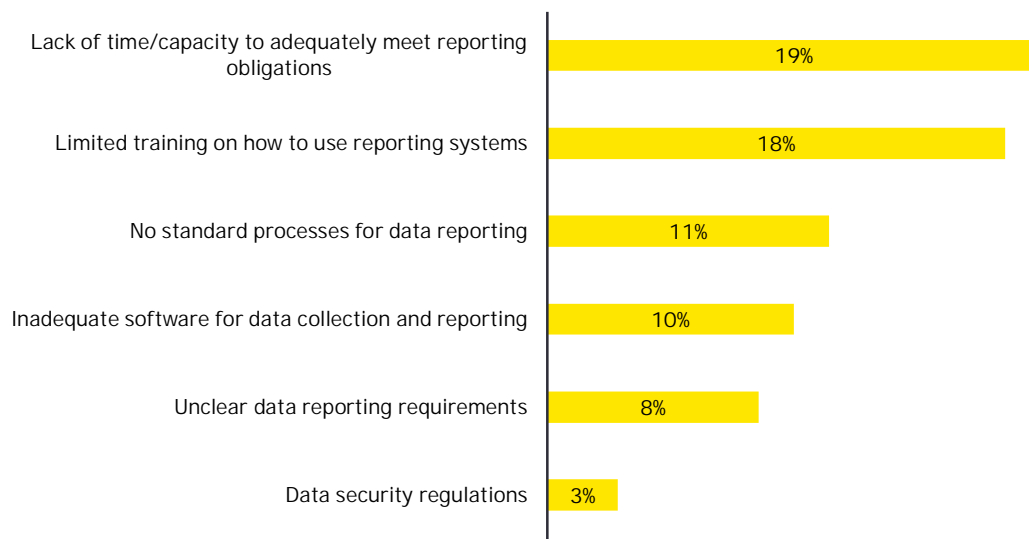 Lack of time/capacity to adequately meet reporting
obligations
19%
Limited training on how to use reporting systems
18%
No standard processes for data reporting
11%
Inadequate software for data collection and reporting
10%
Unclear data reporting requirements
8%
Data security regulations
3%